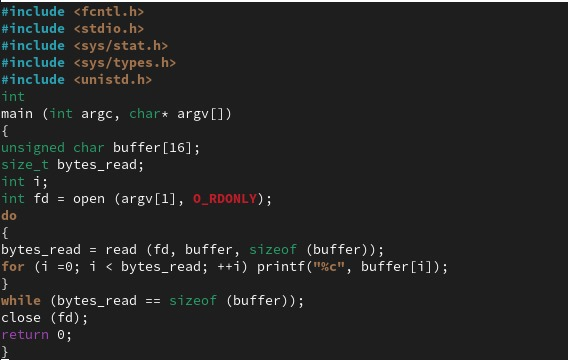 #include <fcntl.h>
#include <stdio.h>
#include <sys/stat.h>
#include <sys/types.h>
#include <unistd.h>
int
main (int argc, char* argv[])
{
unsigned char buffer[16];
size_t bytes_read;
int i;
int fd = open (argv[1], O_RDONLY);
do
{
bytes_read = read (fd, buffer, sizeof (buffer));
for (i =0; i < bytes_read; ++i) printf("%c", buffer[i]);
}
while (bytes_read == sizeof (buffer));
close (fd);
return 0;
}